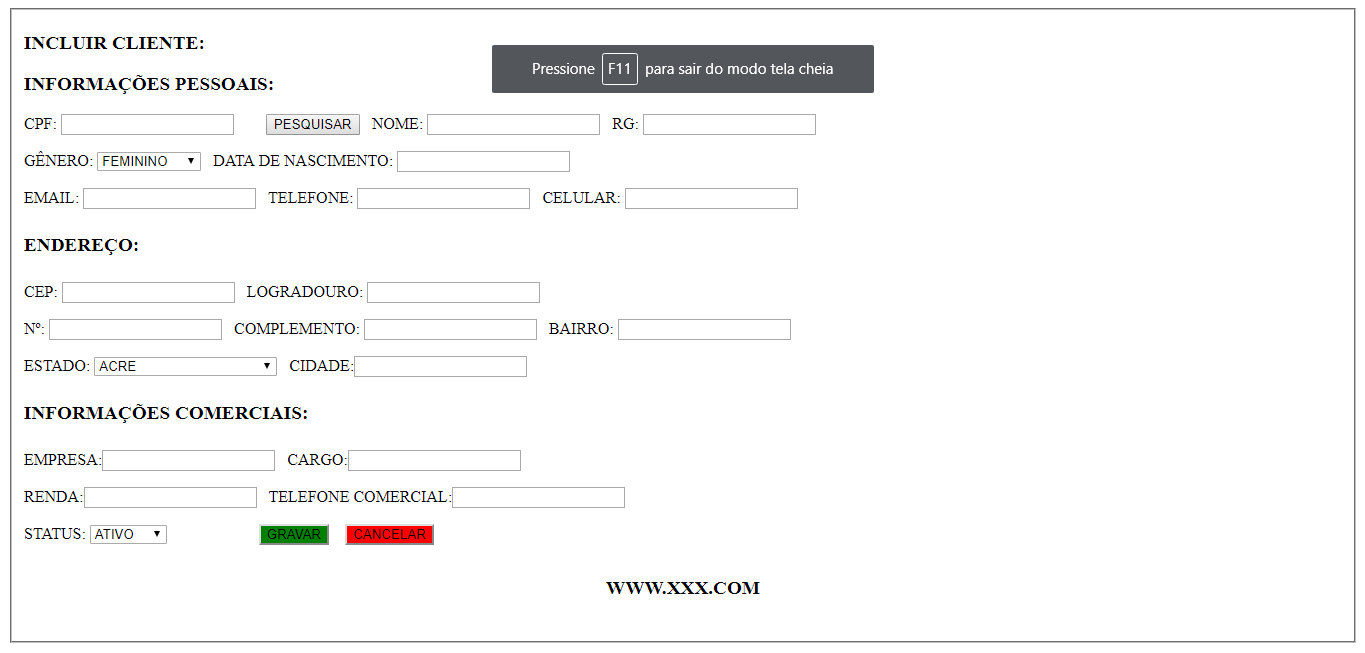 INCLUIR CLIENTE:
Pressione F11 para sair do modo tela cheia
INFORMAÇÕES PESSOAIS:
CPF: PESQUISAR NOME: RG:
GÊNERO: FEMININO DATA DE NASCIMENTO:
EMAIL: TELEFONE: CELULAR:
ENDEREÇO:
CEP: LOGRADOURO:
Nº: COMPLEMENTO: BAIRRO:
ESTADO: ACRE CIDADE:
INFORMAÇÕES COMERCIAIS:
EMPRESA: CARGO:
RENDA: TELEFONE COMERCIAL:
STATUS: ATIVO GRAVAR CANCELAR
WWW.XXX.COM